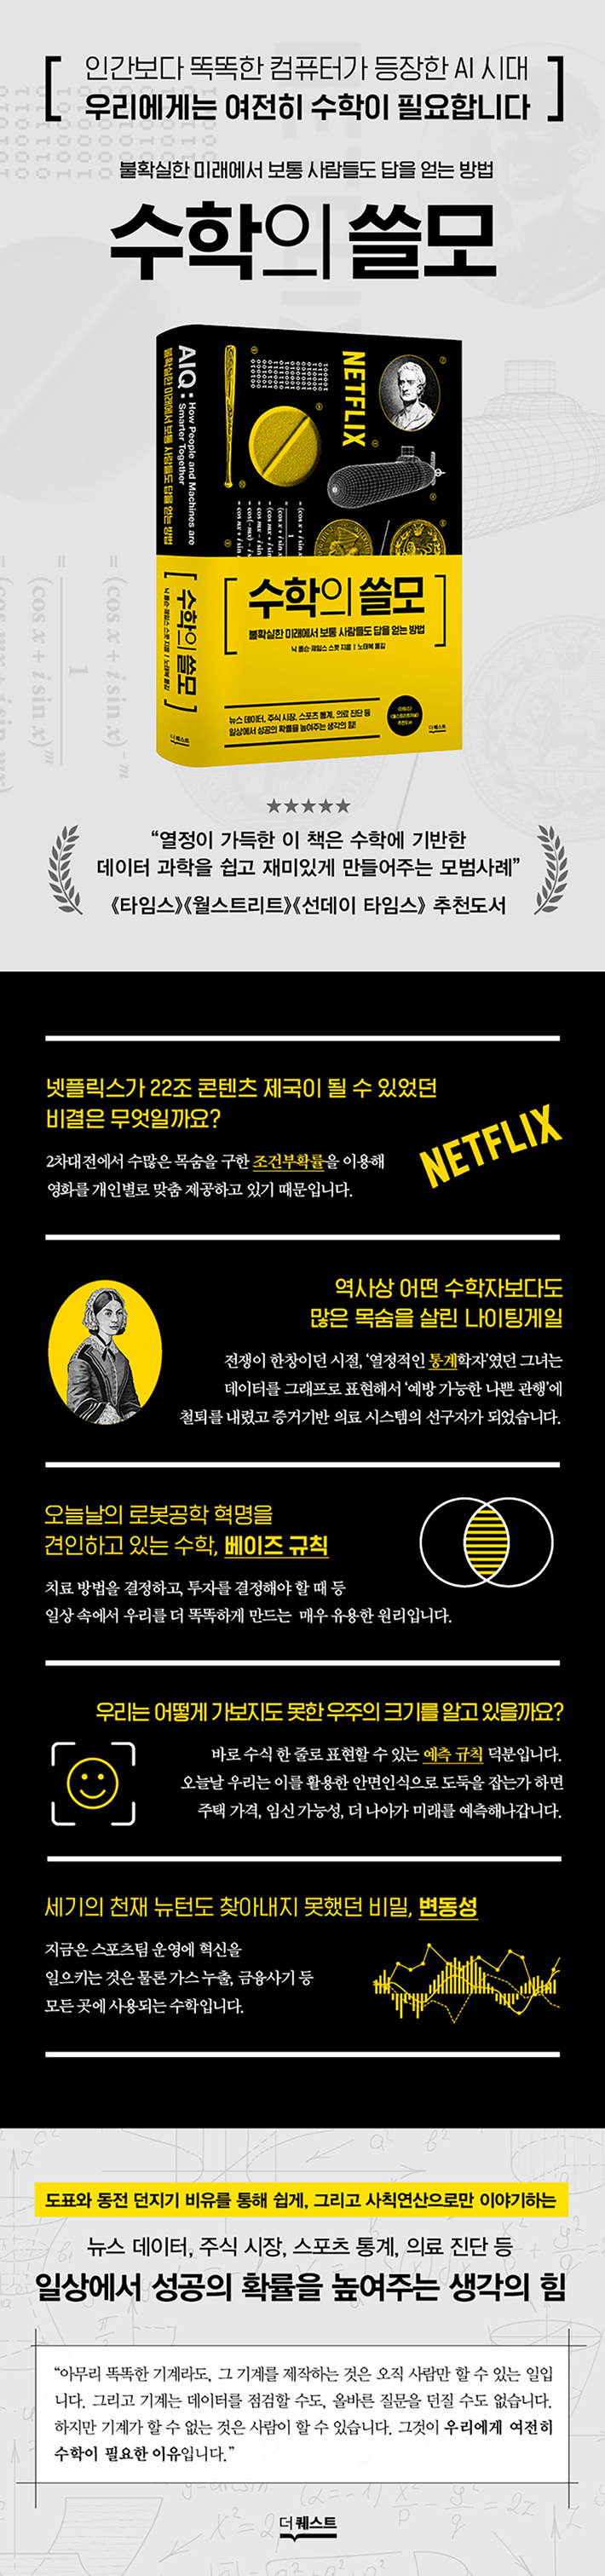 인간보다 똑똑한 컴퓨터가 등장한 AI 시대
우리에게는 여전히 수학이 필요합니다
불확실한 미래에서 보통 사람들도 답을 얻는 방법
수학의 쓸모
AIQ: How People and Machines are Smarter Together
불확실한 미래에서 보통 사람들도 답을 얻는 방법
수학의 쓸모
닉 폴슨·제임스 스콧 지음 | 노태복 옮김
더퀘스트
NETFLIX
수학의 쓸모
불확실한 미래에서 보통 사람들도 답을 얻는 방법
닉 폴슨·제임스 스콧 지음 | 노태복 옮김
뉴스 데이터, 주식 시장, 스포츠 통계, 의료 진단 등
일상에서 성공의 확률을 높여주는 생각의 힘!
더퀘스트
★★★★★
“열정이 가득한 이 책은 수학에 기반한
데이터 과학을 쉽고 재미있게 만들어주는 모범사례”
《타임스》《월스트리트》《선데이 타임스》 추천도서
넷플릭스가 22조 콘텐츠 제국이 될 수 있었던
비결은 무엇일까요?
2차대전에서 수많은 목숨을 구한 조건부확률을 이용해
영화를 개인별로 맞춤 제공하고 있기 때문입니다.
NETFLIX
역사상 어떤 수학자보다도
많은 목숨을 살린 나이팅게일
전쟁이 한창이던 시절, ‘열정적인 통계학자’였던 그녀는
데이터를 그래프로 표현해서 ‘예방 가능한 나쁜 관행’에
철퇴를 내렸고 증거기반 의료 시스템의 선구자가 되었습니다.
오늘날의 로봇공학 혁명을
견인하고 있는 수학, 베이즈 규칙
치료 방법을 결정하고, 투자를 결정해야 할 때 등
일상 속에서 우리를 더 똑똑하게 만드는 매우 유용한 원리입니다.
우리는 어떻게 가보지도 못한 우주의 크기를 알고 있을까요?
바로 수식 한 줄로 표현할 수 있는 예측 규칙 덕분입니다.
오늘날 우리는 이를 활용한 안면인식으로 도둑을 잡는가 하면
주택 가격, 임신 가능성, 더 나아가 미래를 예측해나갑니다.
세기의 천재 뉴턴도 찾아내지 못했던 비밀, 변동성
지금은 스포츠팀 운영에 혁신을
일으키는 것은 물론 가스 누출, 금융사기 등
모든 곳에 사용되는 수학입니다.
도표와 동전 던지기 비유를 통해 쉽게, 그리고 사칙연산으로만 이야기하는
뉴스 데이터, 주식 시장, 스포츠 통계, 의료 진단 등
일상에서 성공의 확률을 높여주는 생각의 힘
“아무리 똑똑한 기계라도, 그 기계를 제작하는 것은 오직 사람만 할 수 있는 일입
니다. 그리고 기계는 데이터를 점검할 수도, 올바른 질문을 던질 수도 없습니다.
하지만 기계가 할 수 없는 것은 사람이 할 수 있습니다. 그것이 우리에게 여전히
수학이 필요한 이유입니다.”
더퀘스트